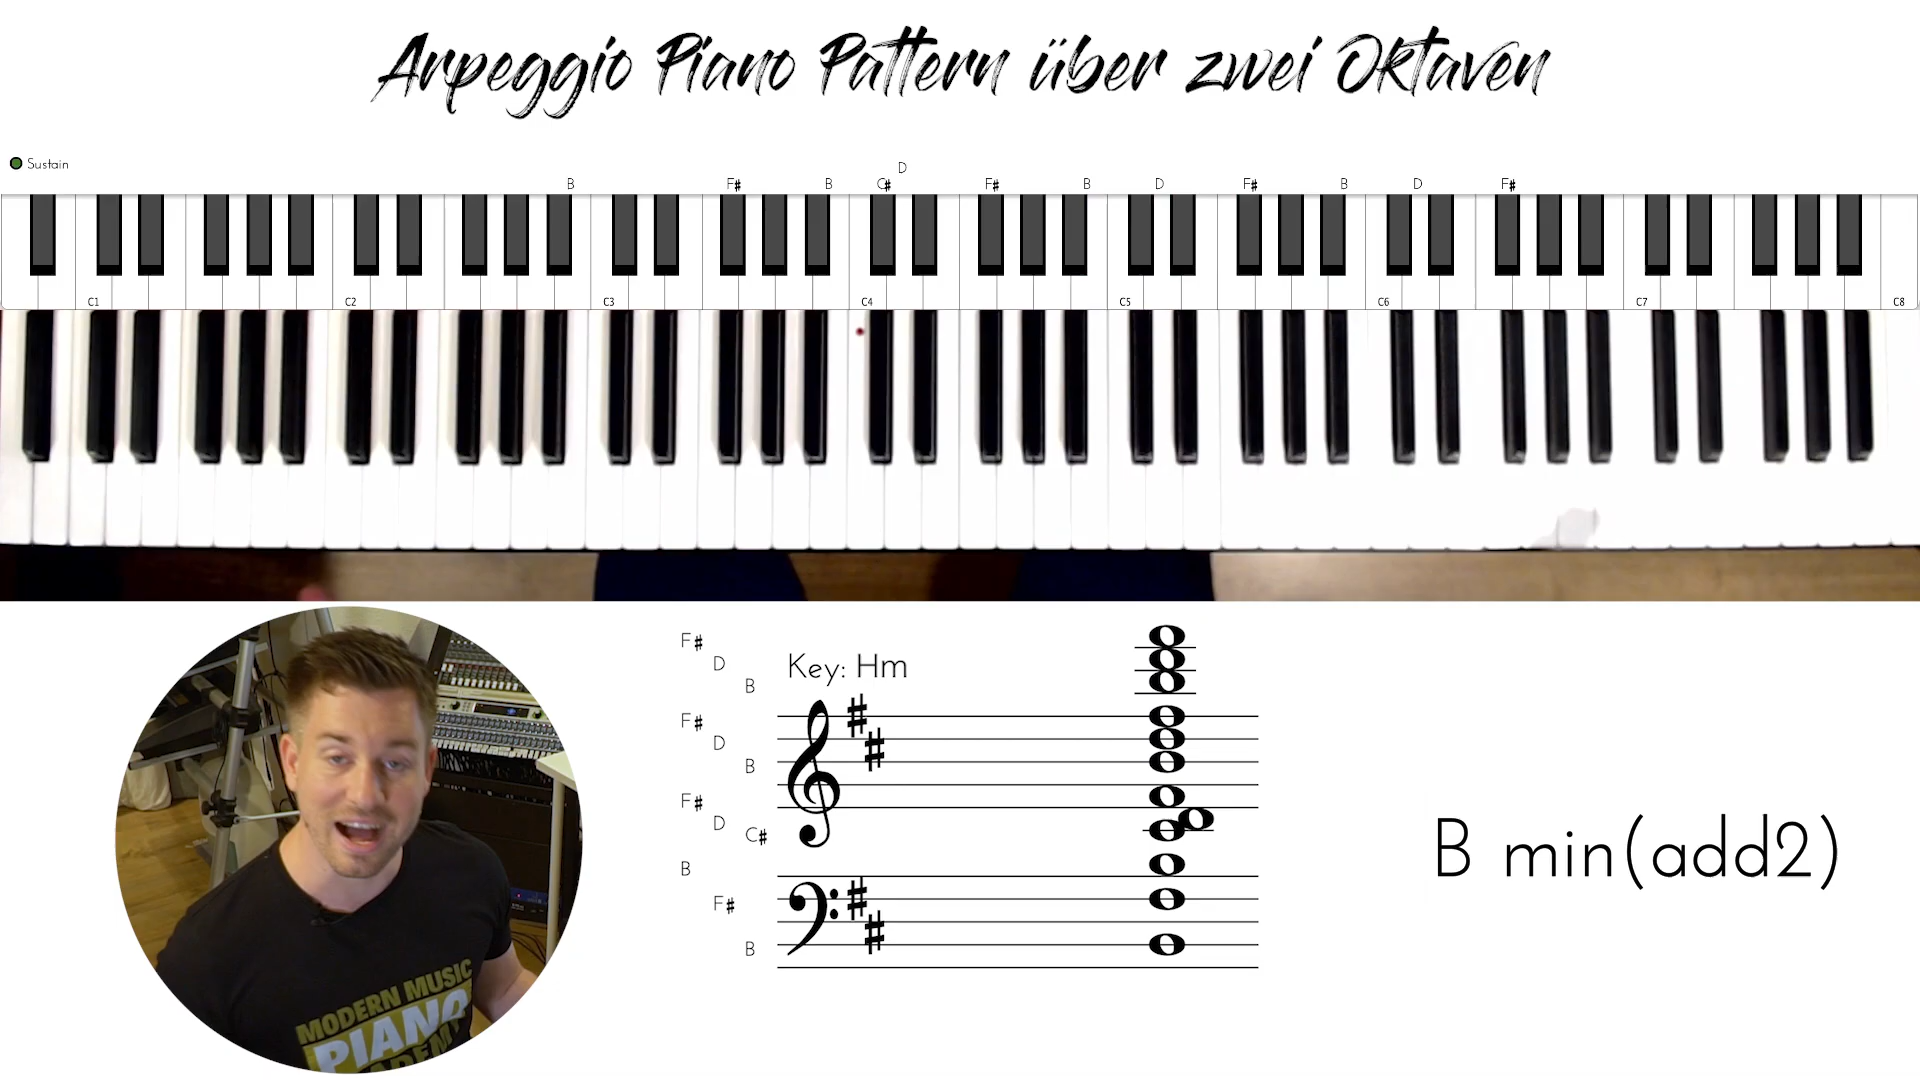 Arpeggio Piano Pattern über zwei Oktaven
Sustain
D
B F# B C# F# B D F# B D F#
C1 C2 C3 C4 C5 C6 C7 C8
F#
D
B
Key: Hm
F#
D
B
F#
D
C#
B
F#
B
B min(add2)
MODERN MUSIC
PIANO